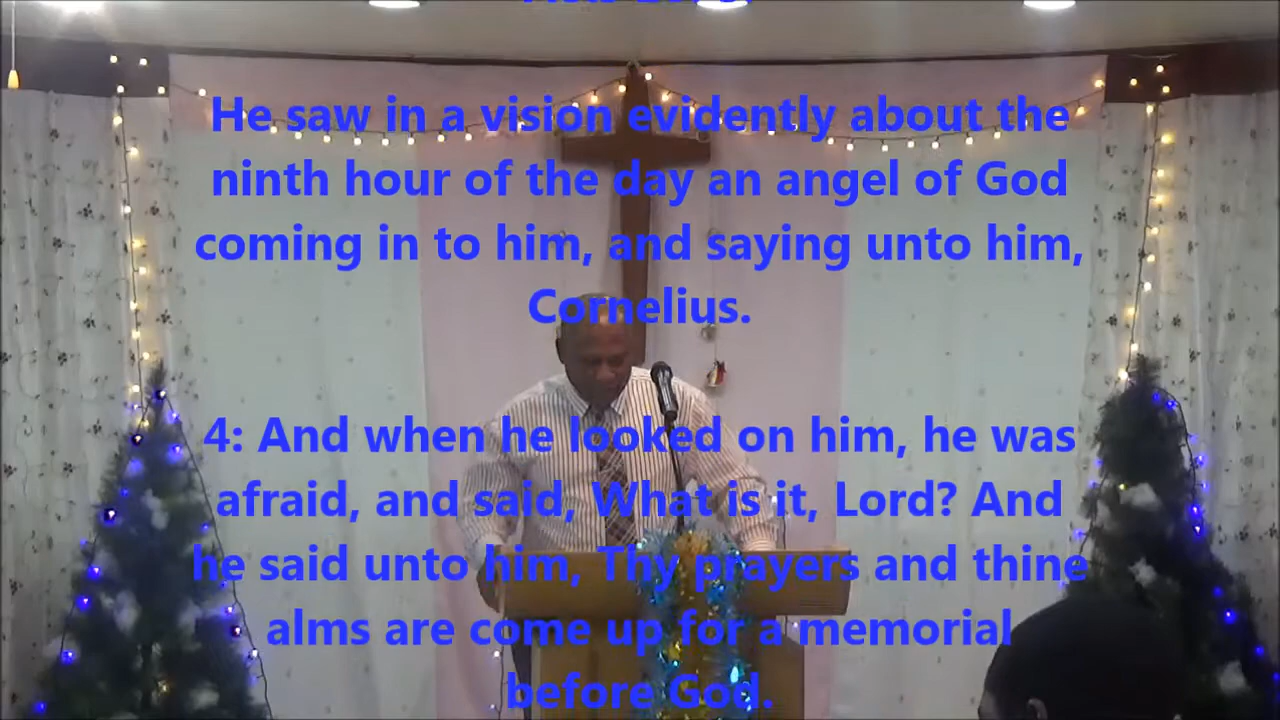 He saw in a vision evidently about the
ninth hour of the day an angel of God
coming in to him, and saying unto him,
Cornelius.
4: And when he looked on him, he was
afraid, and said, What is it, Lord? And
he said unto him, Thy prayers and thine
alms are come up for a memorial
before God.